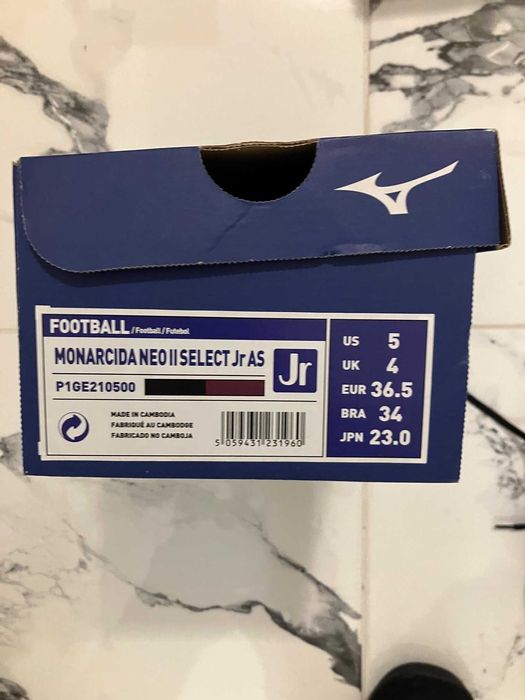 FOOTBALL / Football / Futebol
MONARCIDA NEO II SELECT Jr AS
Jr
P1GE210500
MADE IN CAMBODIA
FABRIQUÉ AU CAMBODGE
FABRICADO NO CAMBOJA
5 059431 231960
US 5
UK 4
EUR 36.5
BRA 34
JPN 23.0